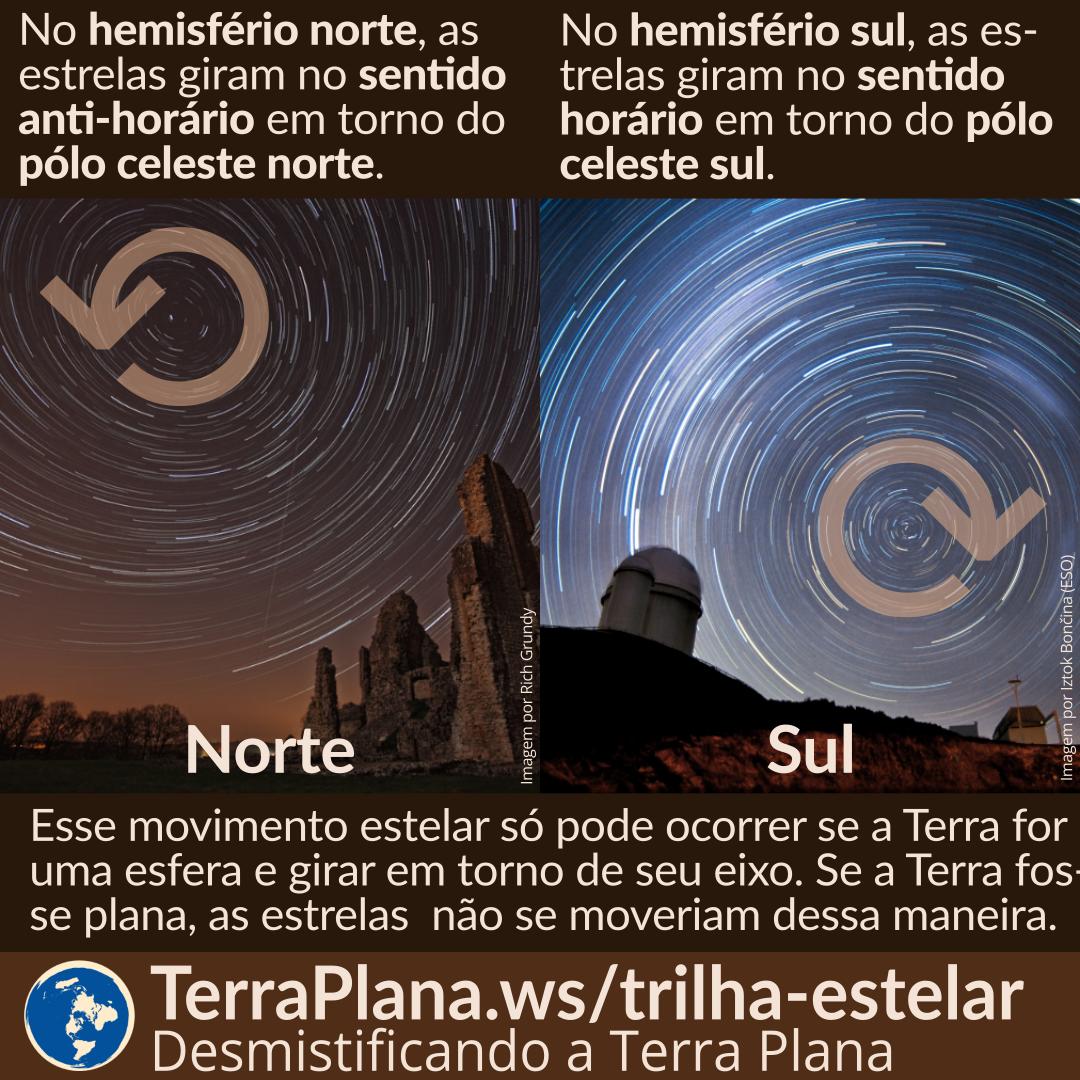 No hemisfério norte, as
estrelas giram no sentido
anti-horário em torno do
pólo celeste norte.
No hemisfério sul, as es-
trelas giram no sentido
horário em torno do pólo
celeste sul.
Norte
Imagem por Rich Grundy
Sul
Imagem por Iztok Bončina (ESO)
Esse movimento estelar só pode ocorrer se a Terra for
uma esfera e girar em torno de seu eixo. Se a Terra fos-
se plana, as estrelas  não se moveriam dessa maneira.
TerraPlana.ws/trilha-estelar
Desmistificando a Terra Plana